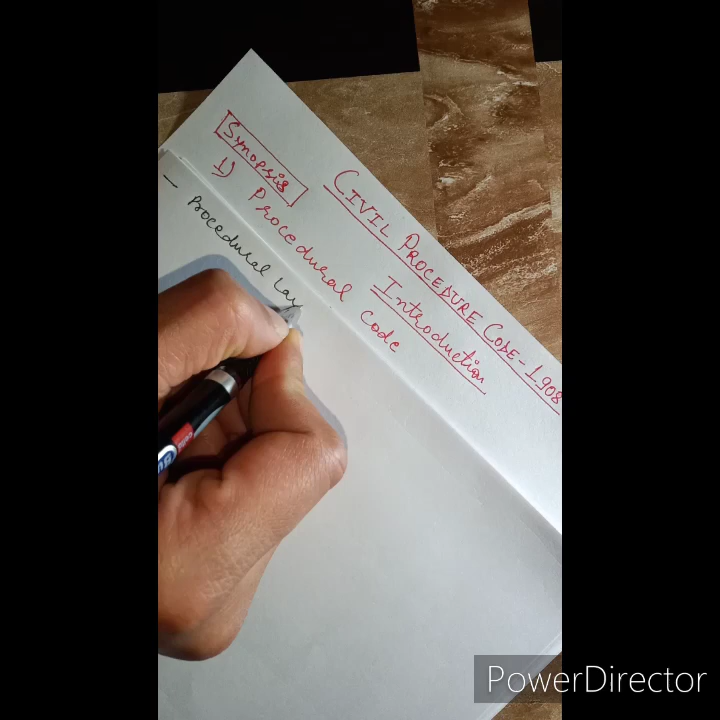 CIVIL PROCEDURE CODE-1908
Introduction
Synopsis
1) Procedural Code
– Procedural Law
PowerDirector